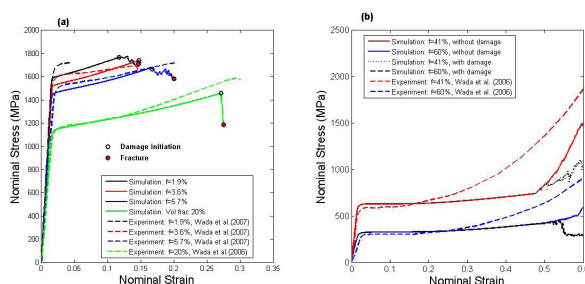 (a)
2000
1800
1600
1400
1200
1000
800
600
400
200
0
Nominal Stress (MPa)
Damage initiation
Fracture
Simulation: f=1.9%
Simulation: f=3.6%
Simulation: f=5.7%
Simulation: Vol frac 20%
Experiment: f=1.9%, Wada et al.(2007)
Experiment: f=3.6%, Wada et al.(2007)
Experiment: f=5.7%, Wada et al.(2007)
Experiment: f=20%, Wada et al.(2006)
0 0.05 0.1 0.15 0.2 0.25 0.3 0.35
Nominal Strain
(b)
2500
2000
1500
1000
500
0
Nominal Stress (MPa)
Simulation: f=41%, without damage
Simulation: f=60%, without damage
Simulation: f=41%, with damage
Simulation: f=60%, with damage
Experiment: f=41%, Wada et al. (2006)
Experiment: f=60%, Wada et al. (2006)
0 0.1 0.2 0.3 0.4 0.5 0.6
Nominal Strain